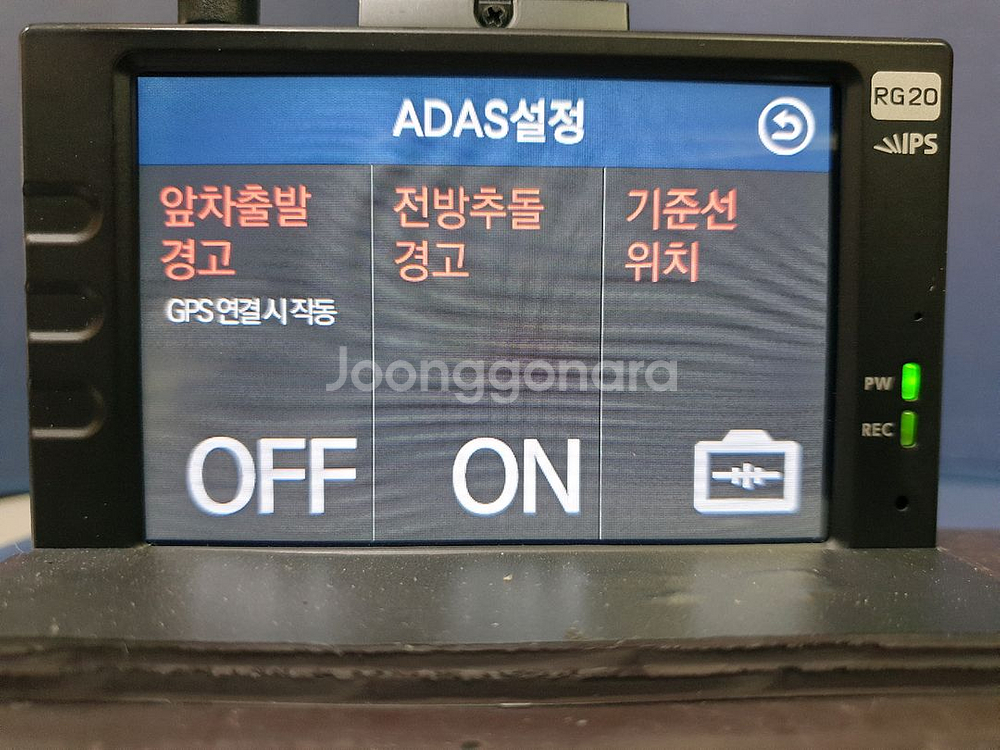 ADAS설정
RG20
IPS
앞차출발
경고
GPS 연결시 작동
OFF
전방추돌
경고
ON
기준선
위치
PW
REC
Joonggonara